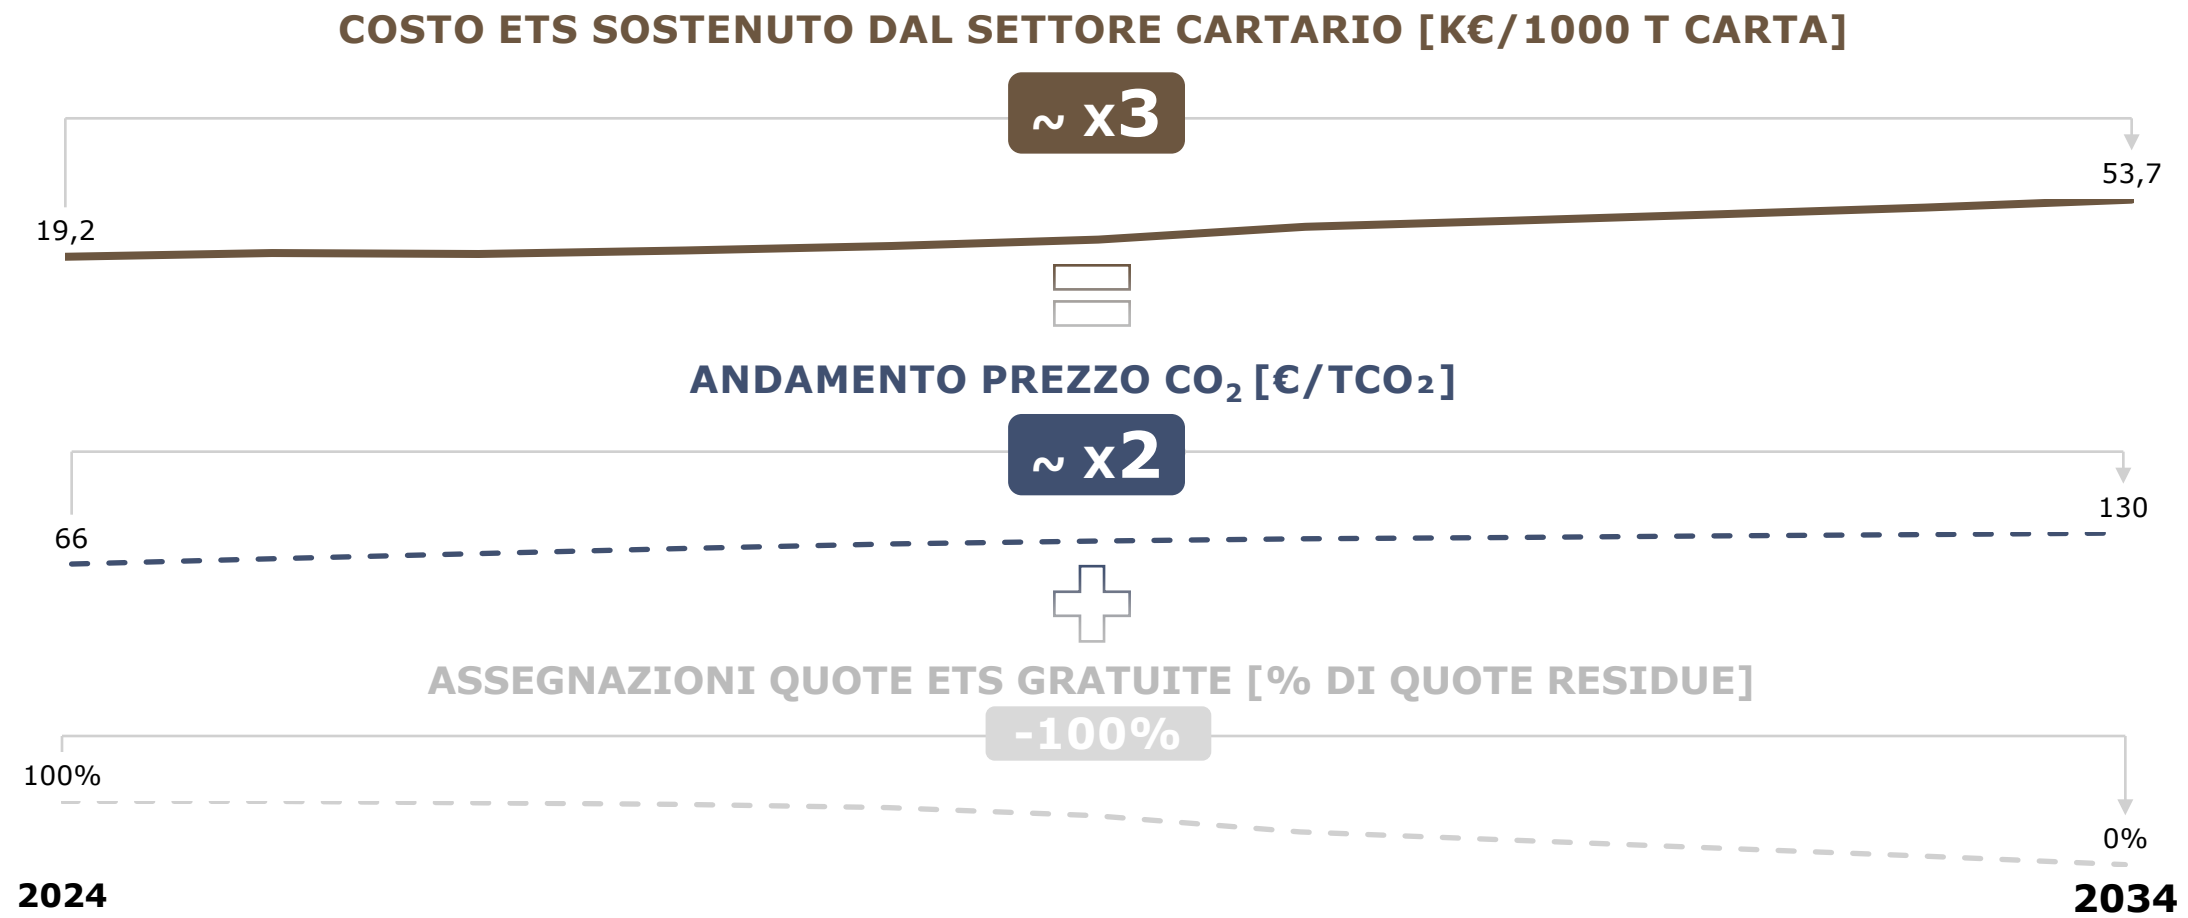 COSTO ETS SOSTENUTO DAL SETTORE CARTARIO [K€/1000 T CARTA]
~ x3
53,7
19,2
ANDAMENTO PREZZO CO₂ [€/TCO₂]
~ x2
130
66
ASSEGNAZIONI QUOTE ETS GRATUITE [% DI QUOTE RESIDUE]
-100%
100%
0%
2024
2034